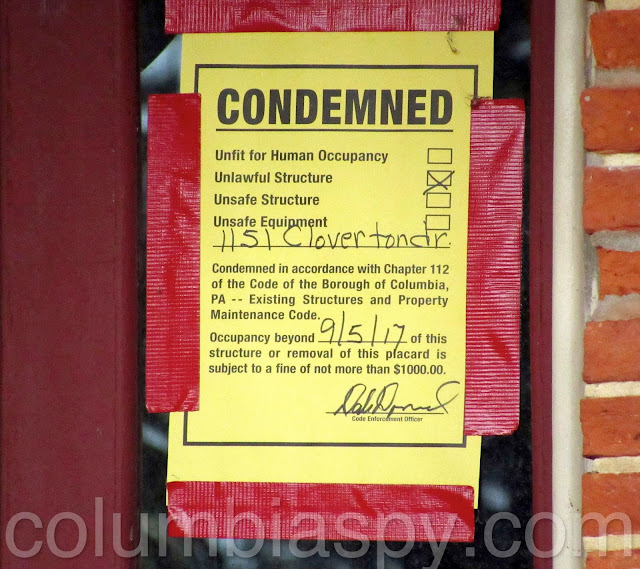 CONDEMNED
Unfit for Human Occupancy
Unlawful Structure
Unsafe Structure
Unsafe Equipment
1151 Cloverton dr.
Condemned in accordance with Chapter 112
of the Code of the Borough of Columbia,
PA -- Existing Structures and Property
Maintenance Code.
Occupancy beyond 9/5/17 of this
structure or removal of this placard is
subject to a fine of not more than $1000.00.
Code Enforcement Officer
columbiaspy.com